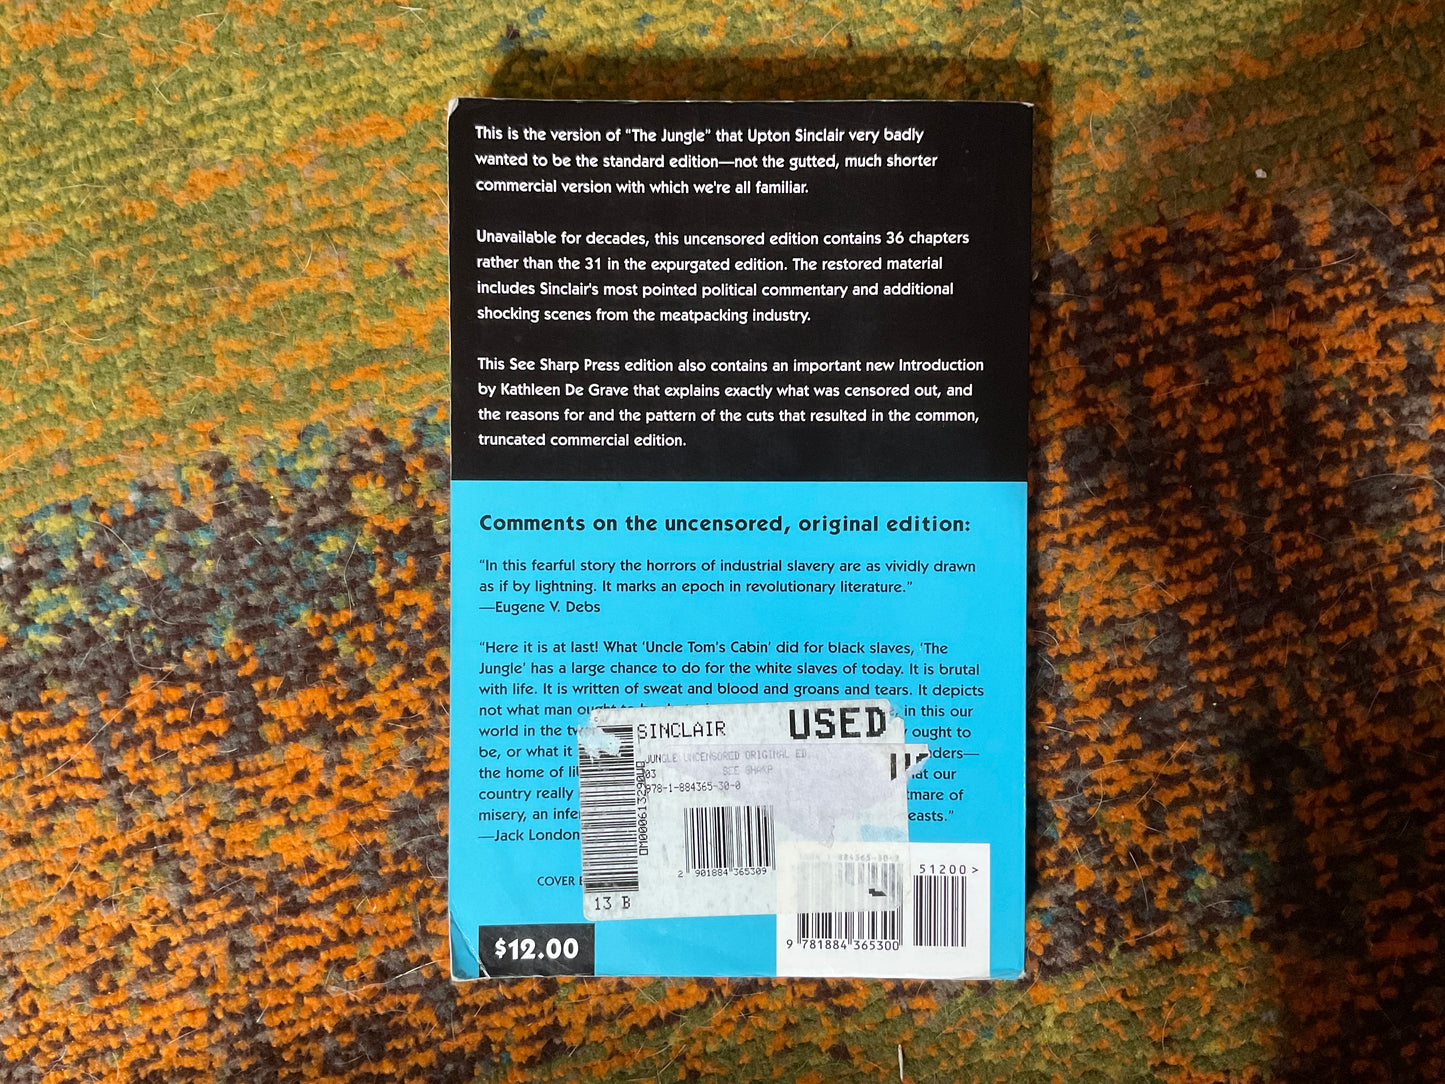 This is the version of "The Jungle" that Upton Sinclair very badly
wanted to be the standard edition—not the gutted, much shorter
commercial version with which we're all familiar.
Unavailable for decades, this uncensored edition contains 36 chapters
rather than the 31 in the expurgated edition. The restored material
includes Sinclair's most pointed political commentary and additional
shocking scenes from the meatpacking industry.
This See Sharp Press edition also contains an important new Introduction
by Kathleen De Grave that explains exactly what was censored out, and
the reasons for and the pattern of the cuts that resulted in the common,
truncated commercial edition.
Comments on the uncensored, original edition:
“In this fearful story the horrors of industrial slavery are as vividly drawn
as if by lightning. It marks an epoch in revolutionary literature.”
—Eugene V. Debs
“Here it is at last! What ‘Uncle Tom’s Cabin’ did for black slaves, ‘The
Jungle’ has a large chance to do for the white slaves of today. It is brutal
with life. It is written of sweat and blood and groans and tears. It depicts
not what man in this our
world in the ought to
be, or what it
the home of our
country really of
misery, an
—Jack London
SINCLAIR USED
JUNGLE UNCENSORED ORIGINAL ED
03 SEE SHARP
978-1-884365-30-0
OM000613290U
2 901884 365309
13 B
COVER
51200>
9 781884 365300
$12.00